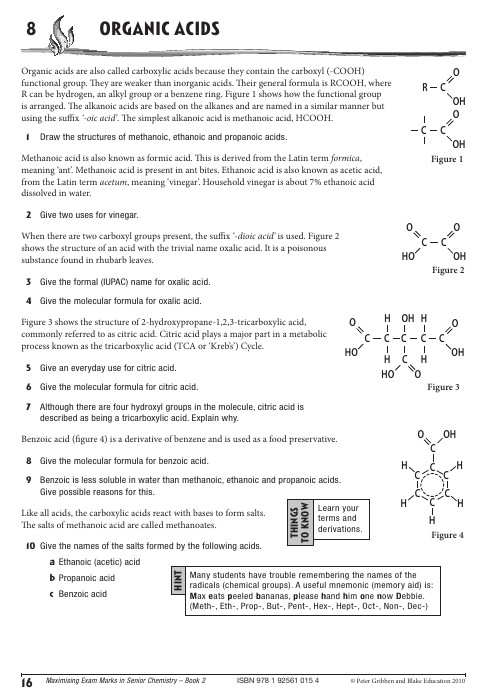 8 ORGANIC ACIDS
Organic acids are also called carboxylic acids because they contain the carboxyl (-COOH)
functional group. They are weaker than inorganic acids. Their general formula is RCOOH, where
R can be hydrogen, an alkyl group or a benzene ring. Figure 1 shows how the functional group
is arranged. The alkanoic acids are based on the alkanes and are named in a similar manner but
using the suffix '-oic acid'. The simplest alkanoic acid is methanoic acid, HCOOH.
1 Draw the structures of methanoic, ethanoic and propanoic acids.
R – C
O
OH
– C – C
O
OH
Figure 1
Methanoic acid is also known as formic acid. This is derived from the Latin term formica,
meaning 'ant'. Methanoic acid is present in ant bites. Ethanoic acid is also known as acetic acid,
from the Latin term acetum, meaning 'vinegar'. Household vinegar is about 7% ethanoic acid
dissolved in water.
2 Give two uses for vinegar.
When there are two carboxyl groups present, the suffix '-dioic acid' is used. Figure 2
shows the structure of an acid with the trivial name oxalic acid. It is a poisonous
substance found in rhubarb leaves.
O O
C – C
HO OH
Figure 2
3 Give the formal (IUPAC) name for oxalic acid.
4 Give the molecular formula for oxalic acid.
Figure 3 shows the structure of 2-hydroxypropane-1,2,3-tricarboxylic acid,
commonly referred to as citric acid. Citric acid plays a major part in a metabolic
process known as the tricarboxylic acid (TCA or 'Kreb's') Cycle.
H OH H
O O
C – C – C – C – C
HO H C H OH
HO O
Figure 3
5 Give an everyday use for citric acid.
6 Give the molecular formula for citric acid.
7 Although there are four hydroxyl groups in the molecule, citric acid is
described as being a tricarboxylic acid. Explain why.
Benzoic acid (figure 4) is a derivative of benzene and is used as a food preservative.
8 Give the molecular formula for benzoic acid.
9 Benzoic is less soluble in water than methanoic, ethanoic and propanoic acids.
Give possible reasons for this.
O OH
C
H C H
C C
C C
H C H
H
Figure 4
Like all acids, the carboxylic acids react with bases to form salts.
The salts of methanoic acid are called methanoates.
THINGS
TO KNOW
Learn your
terms and
derivations.
10 Give the names of the salts formed by the following acids.
a Ethanoic (acetic) acid
b Propanoic acid
c Benzoic acid
HINT
Many students have trouble remembering the names of the
radicals (chemical groups). A useful mnemonic (memory aid) is:
Max eats peeled bananas, please hand him one now Debbie.
(Meth-, Eth-, Prop-, But-, Pent-, Hex-, Hept-, Oct-, Non-, Dec-)
16 Maximising Exam Marks in Senior Chemistry – Book 2 ISBN 978 1 92561 015 4 © Peter Gribben and Blake Education 2010